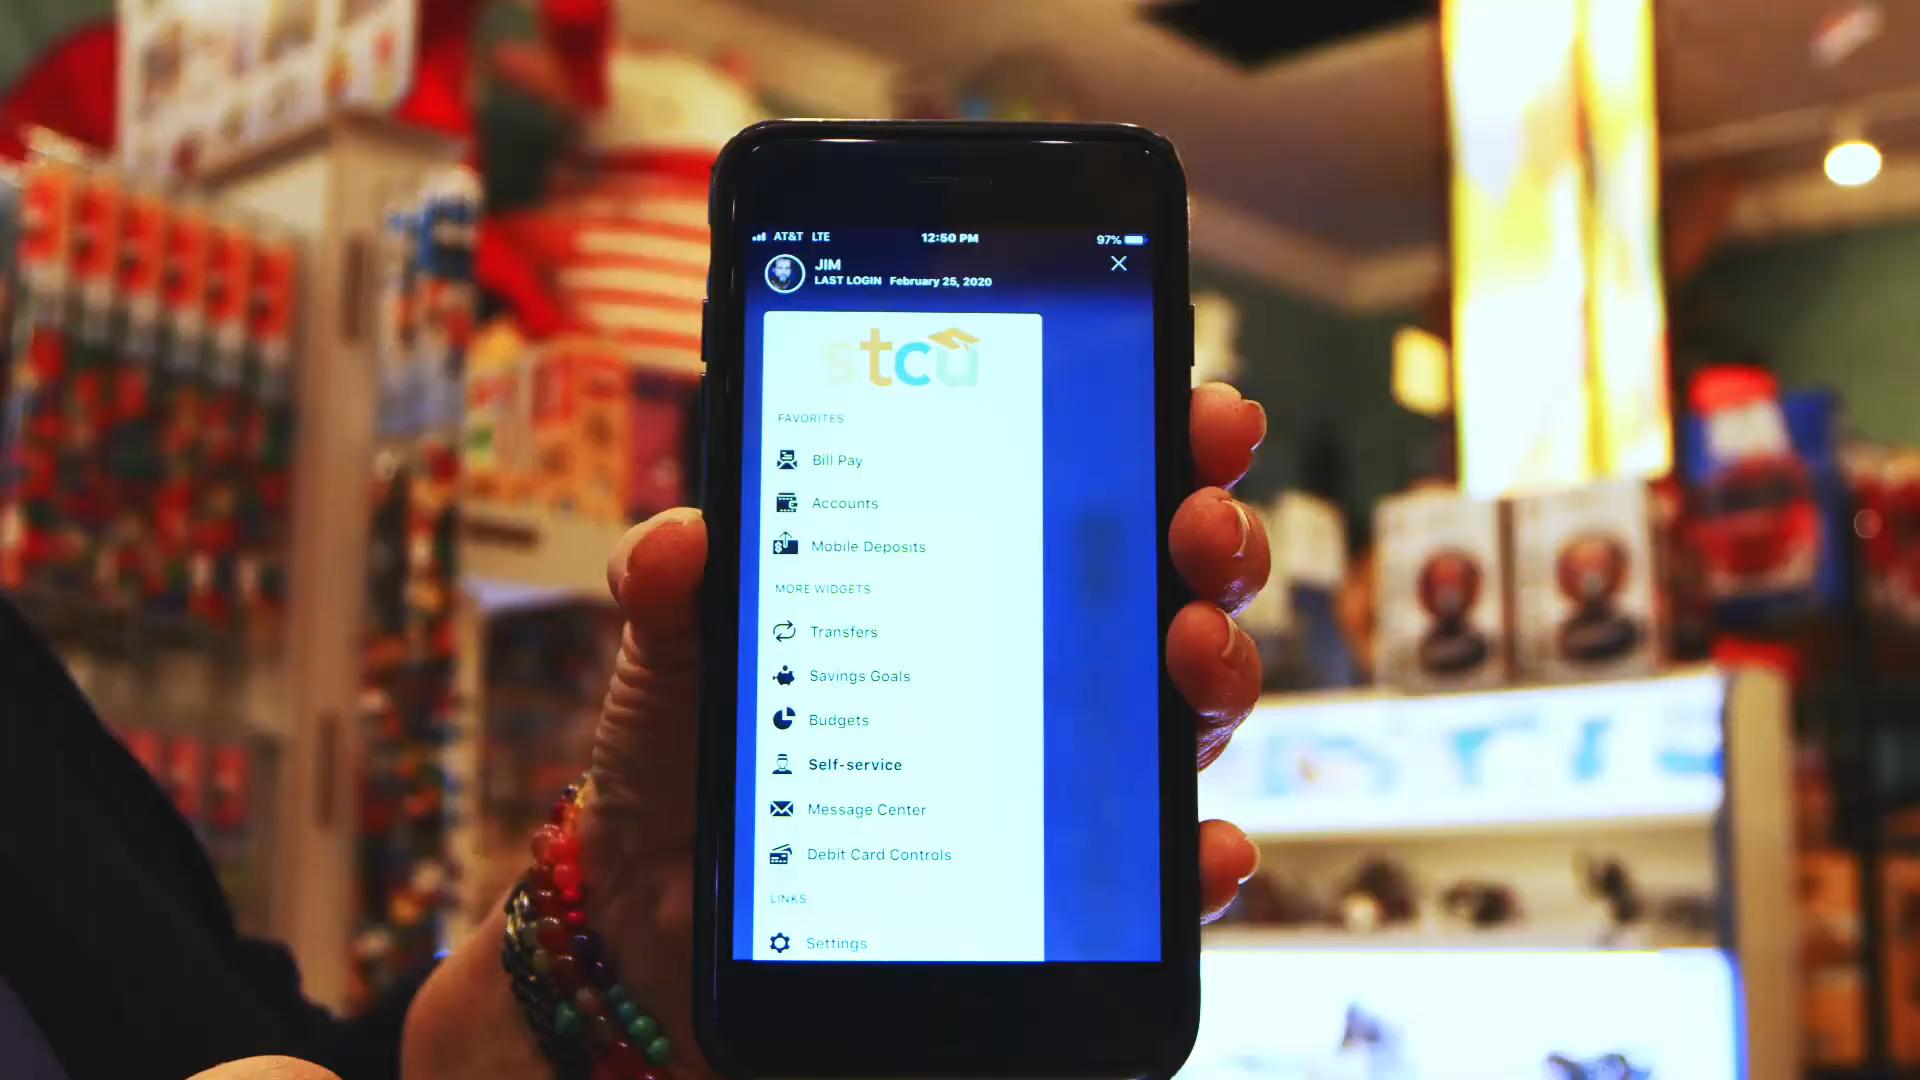 AT&T LTE 12:50 PM 97%
JIM
LAST LOGIN February 25, 2020
stcu
FAVORITES
Bill Pay
Accounts
Mobile Deposits
MORE WIDGETS
Transfers
Savings Goals
Budgets
Self-service
Message Center
Debit Card Controls
LINKS
Settings